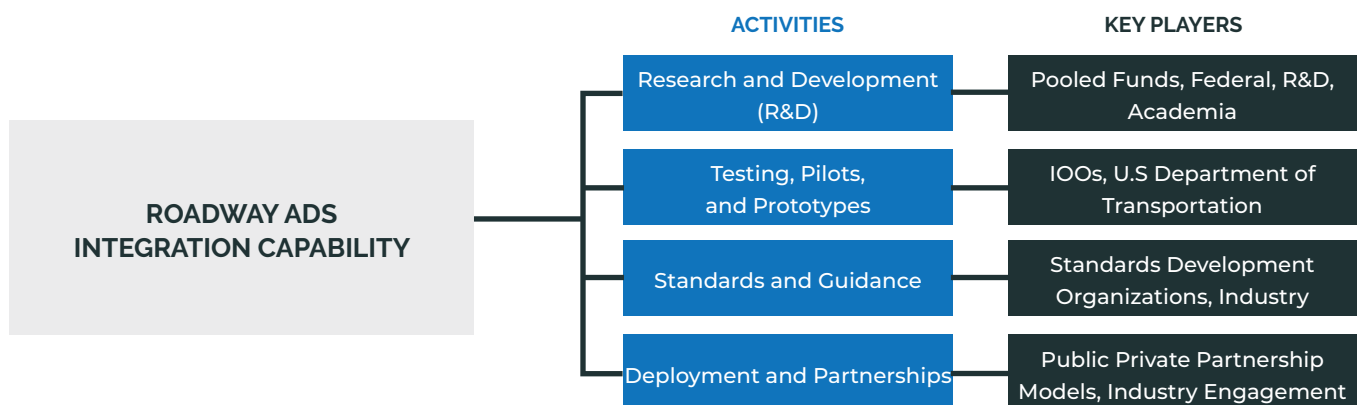 ACTIVITIES
KEY PLAYERS
ROADWAY ADS
INTEGRATION CAPABILITY
Research and Development
(R&D)
Pooled Funds, Federal, R&D,
Academia
Testing, Pilots,
and Prototypes
IOOs, U.S Department of
Transportation
Standards and Guidance
Standards Development
Organizations, Industry
Deployment and Partnerships
Public Private Partnership
Models, Industry Engagement